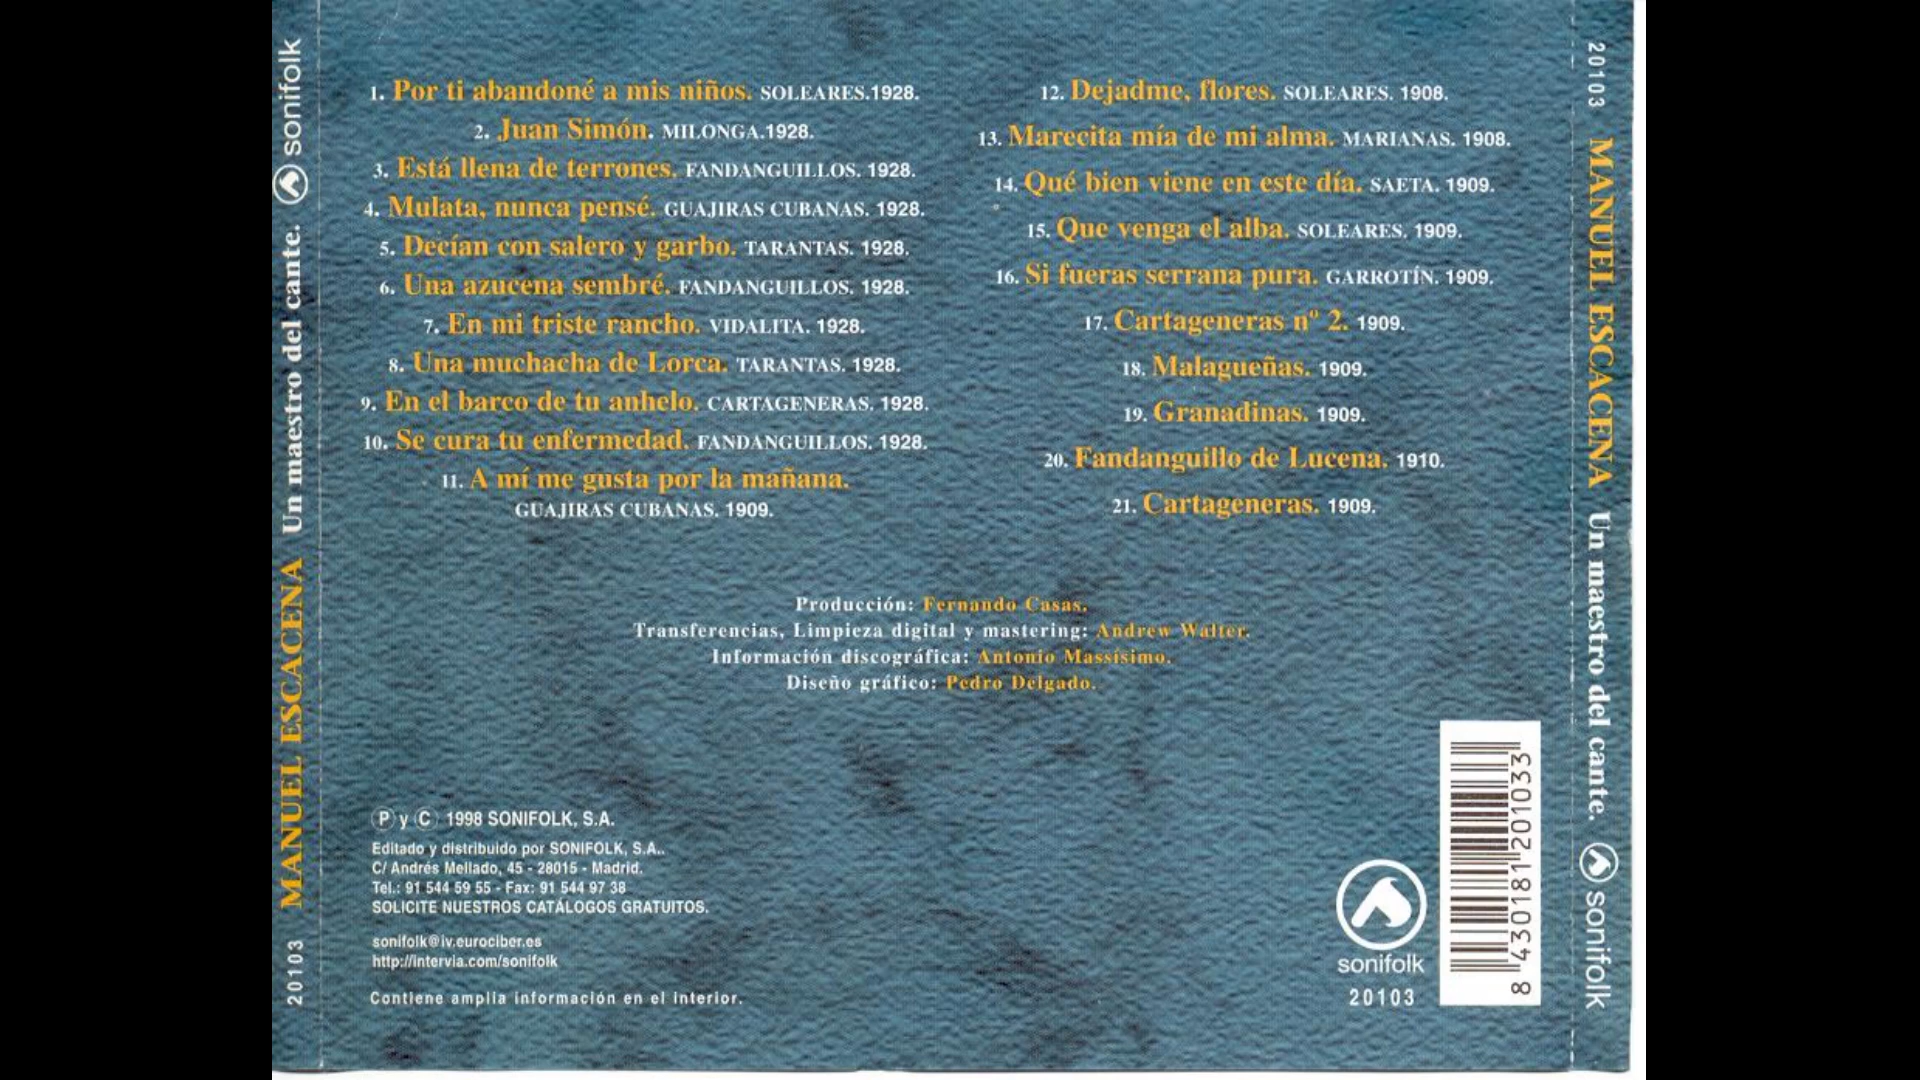 MANUEL ESCACENA Un maestro del cante. sonifolk
20103
1. Por ti abandoné a mis niños. SOLEARES.1928.
2. Juan Simón. MILONGA.1928.
3. Está llena de terrones. FANDANGUILLOS. 1928.
4. Mulata, nunca pensé. GUAJIRAS CUBANAS. 1928.
5. Decían con salero y garbo. TARANTAS. 1928.
6. Una azucena sembré. FANDANGUILLOS. 1928.
7. En mi triste rancho. VIDALITA. 1928.
8. Una muchacha de Lorca. TARANTAS. 1928.
9. En el barco de tu anhelo. CARTAGENERAS. 1928.
10. Se cura tu enfermedad. FANDANGUILLOS. 1928.
11. A mí me gusta por la mañana.
GUAJIRAS CUBANAS. 1909.
12. Dejadme, flores. SOLEARES. 1908.
13. Marecita mía de mi alma. MARIANAS. 1908.
14. Qué bien viene en este día. SAETA. 1909.
15. Que venga el alba. SOLEARES. 1909.
16. Si fueras serrana pura. GARROTÍN. 1909.
17. Cartageneras nº 2. 1909.
18. Malagueñas. 1909.
19. Granadinas. 1909.
20. Fandanguillo de Lucena. 1910.
21. Cartageneras. 1909.
Producción: Fernando Casas.
Transferencias, Limpieza digital y mastering: Andrew Walter.
Información discográfica: Antonio Massísimo.
Diseño gráfico: Pedro Delgado.
P y C 1998 SONIFOLK, S.A.
Editado y distribuido por SONIFOLK, S.A..
C/ Andrés Mellado, 45 - 28015 - Madrid.
Tel.: 91 544 59 55 - Fax: 91 544 97 38
SOLICITE NUESTROS CATÁLOGOS GRATUITOS.
sonifolk@iv.eurociber.es
http://intervia.com/sonifolk
Contiene amplia información en el interior.
sonifolk
20103
8 430181 201033
20103 MANUEL ESCACENA Un maestro del cante. sonifolk